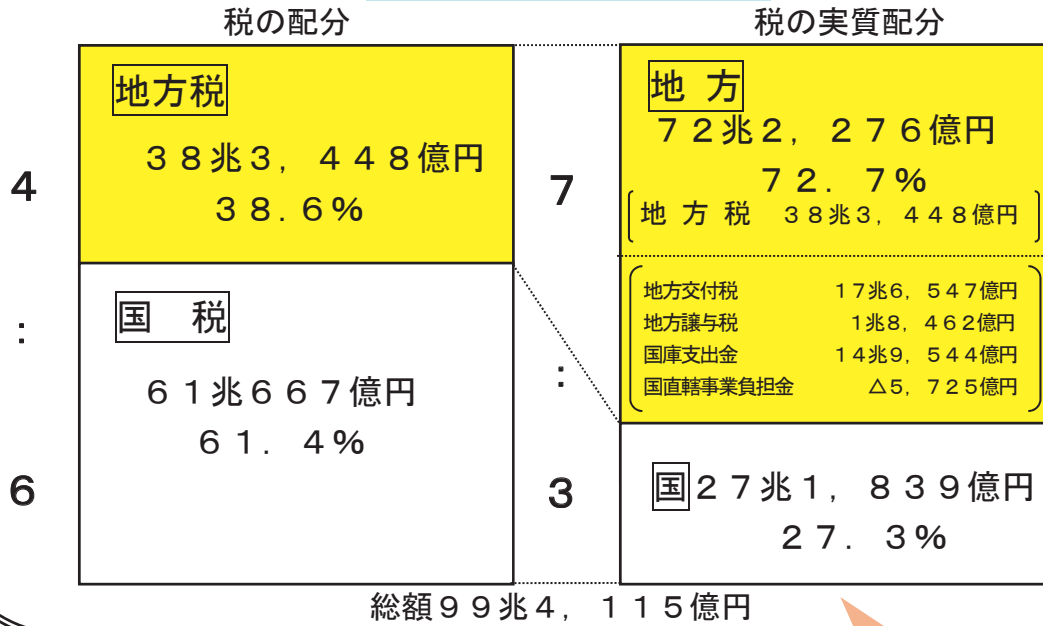 税の配分
地方税
３８兆３，４４８億円
３８.６%
国　税
６１兆６６７億円
６１．４%
4
:
6
税の実質配分
地 方
７２兆２，２７６億円
７２．７%
地 方 税　３８兆３，４４８億円
地方交付税　１７兆６，５４７億円
地方譲与税　１兆８，４６２億円
国庫支出金　１４兆９，５４４億円
国直轄事業負担金　△５，７２５億円
国２７兆１，８３９億円
２７．３%
7
:
3
総額９９兆４，１１５億円